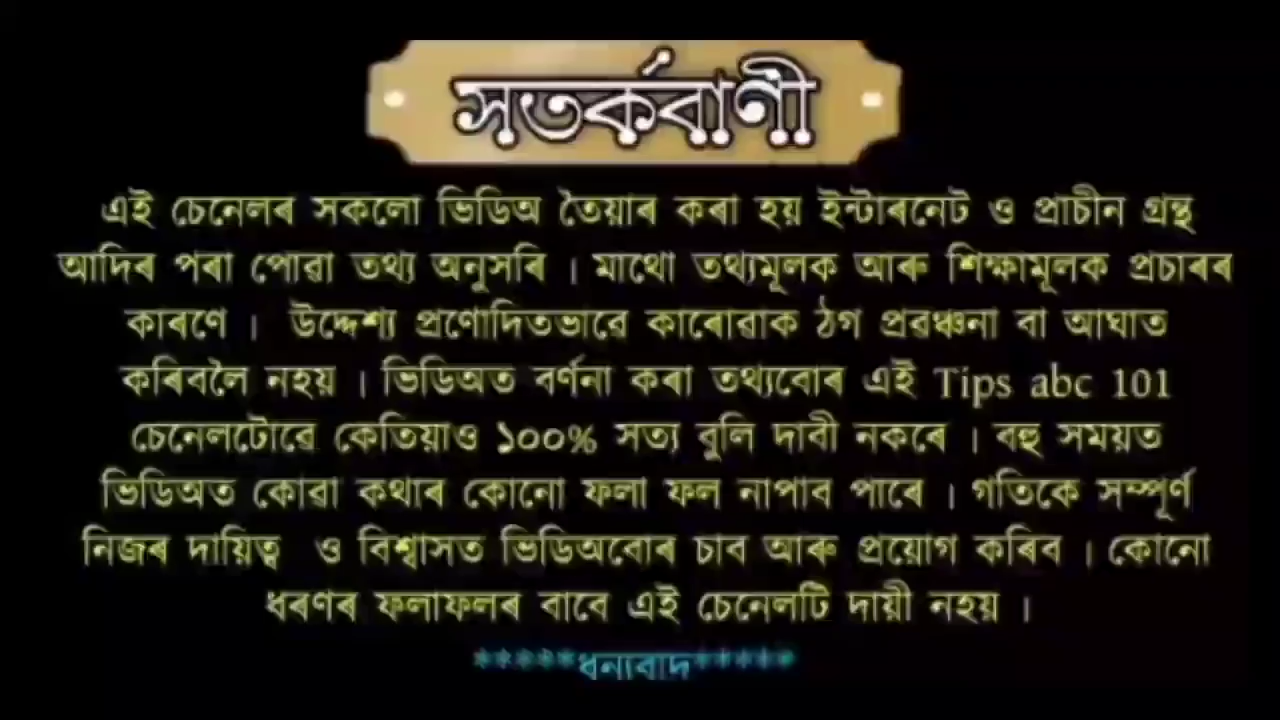 সতৰ্কবাণী
এই চেনেলৰ সকলো ভিডিঅ তৈয়াৰ কৰা হয় ইন্টাৰনেট ও প্ৰাচীন গ্ৰন্থ
আদিৰ পৰা পোৱা তথ্য অনুসৰি । মাথো তথ্যমূলক আৰু শিক্ষামূলক প্ৰচাৰৰ
কাৰণে । উদ্দেশ্য প্ৰণোদিতভাৱে কাৰোৱাক ঠগ প্ৰৱঞ্চনা বা আঘাত
কৰিবলৈ নহয় । ভিডিঅত বৰ্ণনা কৰা তথ্যবোৰ এই Tips abc 101
চেনেলটোৱে কেতিয়াও ১০০% সত্য বুলি দাবী নকৰে । বহু সময়ত
ভিডিঅত কোৱা কথাৰ কোনো ফলা ফল নাপাব পাৰে । গতিকে সম্পূৰ্ণ
নিজৰ দায়িত্ব ও বিশ্বাসত ভিডিঅবোৰ চাব আৰু প্ৰয়োগ কৰিব । কোনো
ধৰণৰ ফলাফলৰ বাবে এই চেনেলটি দায়ী নহয় ।
*****ধন্যবাদ*****